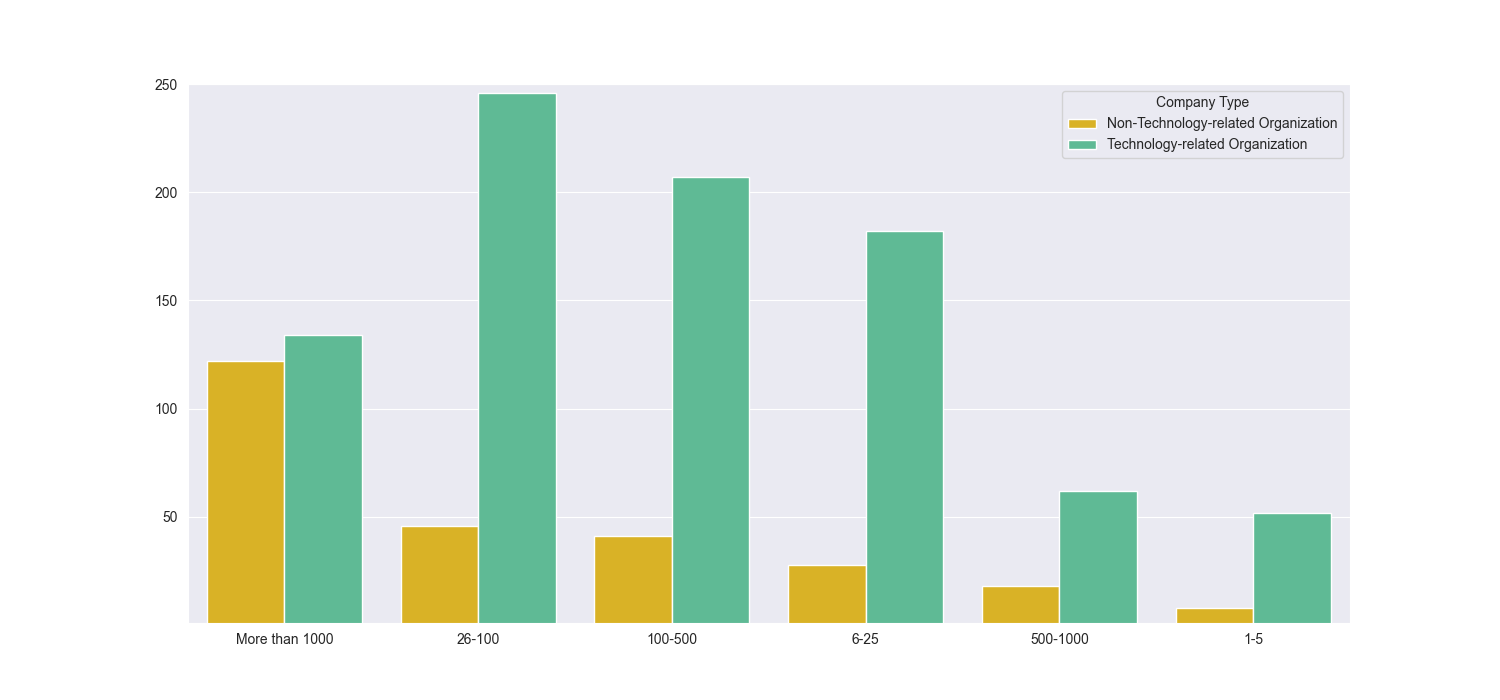 250
200
150
100
50
Company Type
Non-Technology-related Organization
Technology-related Organization
More than 1000 26-100 100-500 6-25 500-1000 1-5